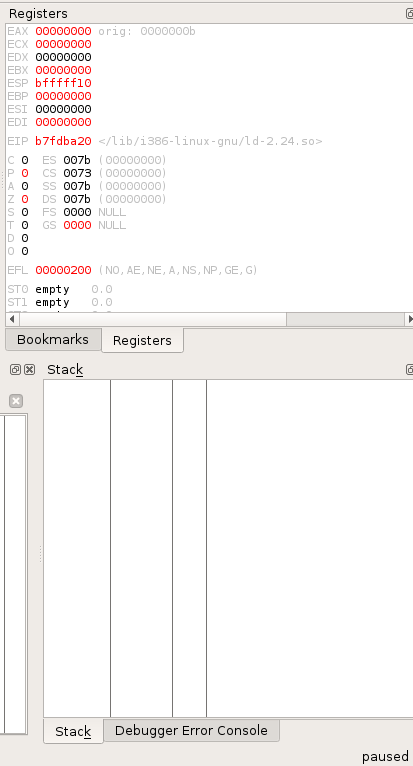 Registers
EAX 00000000 orig: 0000000b
ECX 00000000
EDX 00000000
EBX 00000000
ESP bfffff10
EBP 00000000
ESI 00000000
EDI 00000000
EIP b7fdba20 </lib/i386-linux-gnu/ld-2.24.so>
C 0 ES 007b (00000000)
P 0 CS 0073 (00000000)
A 0 SS 007b (00000000)
Z 0 DS 007b (00000000)
S 0 FS 0000 NULL
T 0 GS 0000 NULL
D 0
O 0
EFL 00000200 (NO,AE,NE,A,NS,NP,GE,G)
ST0 empty 0.0
ST1 empty 0.0
Bookmarks Registers
Stack
Stack Debugger Error Console
paused